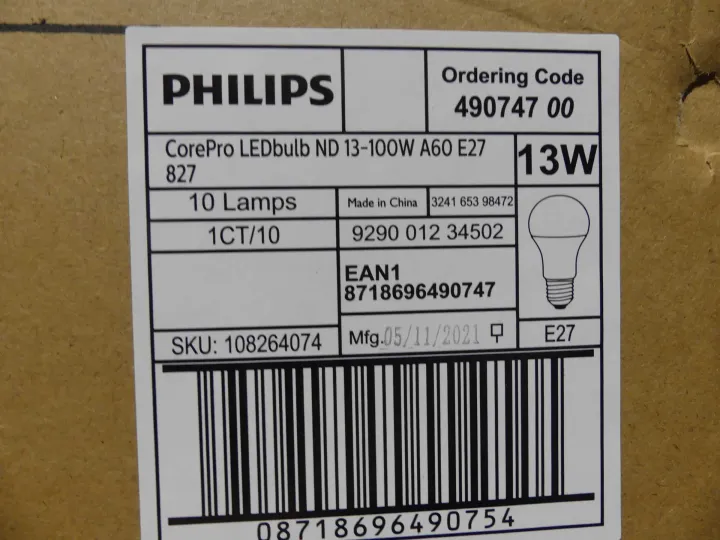 PHILIPS
Ordering Code
490747 00
CorePro LEDbulb ND 13-100W A60 E27
827
13W
10 Lamps
Made in China
3241 653 98472
1CT/10
9290 012 34502
EAN1
8718696490747
SKU: 108264074
Mfg.05/11/2021
E27
08718696490754